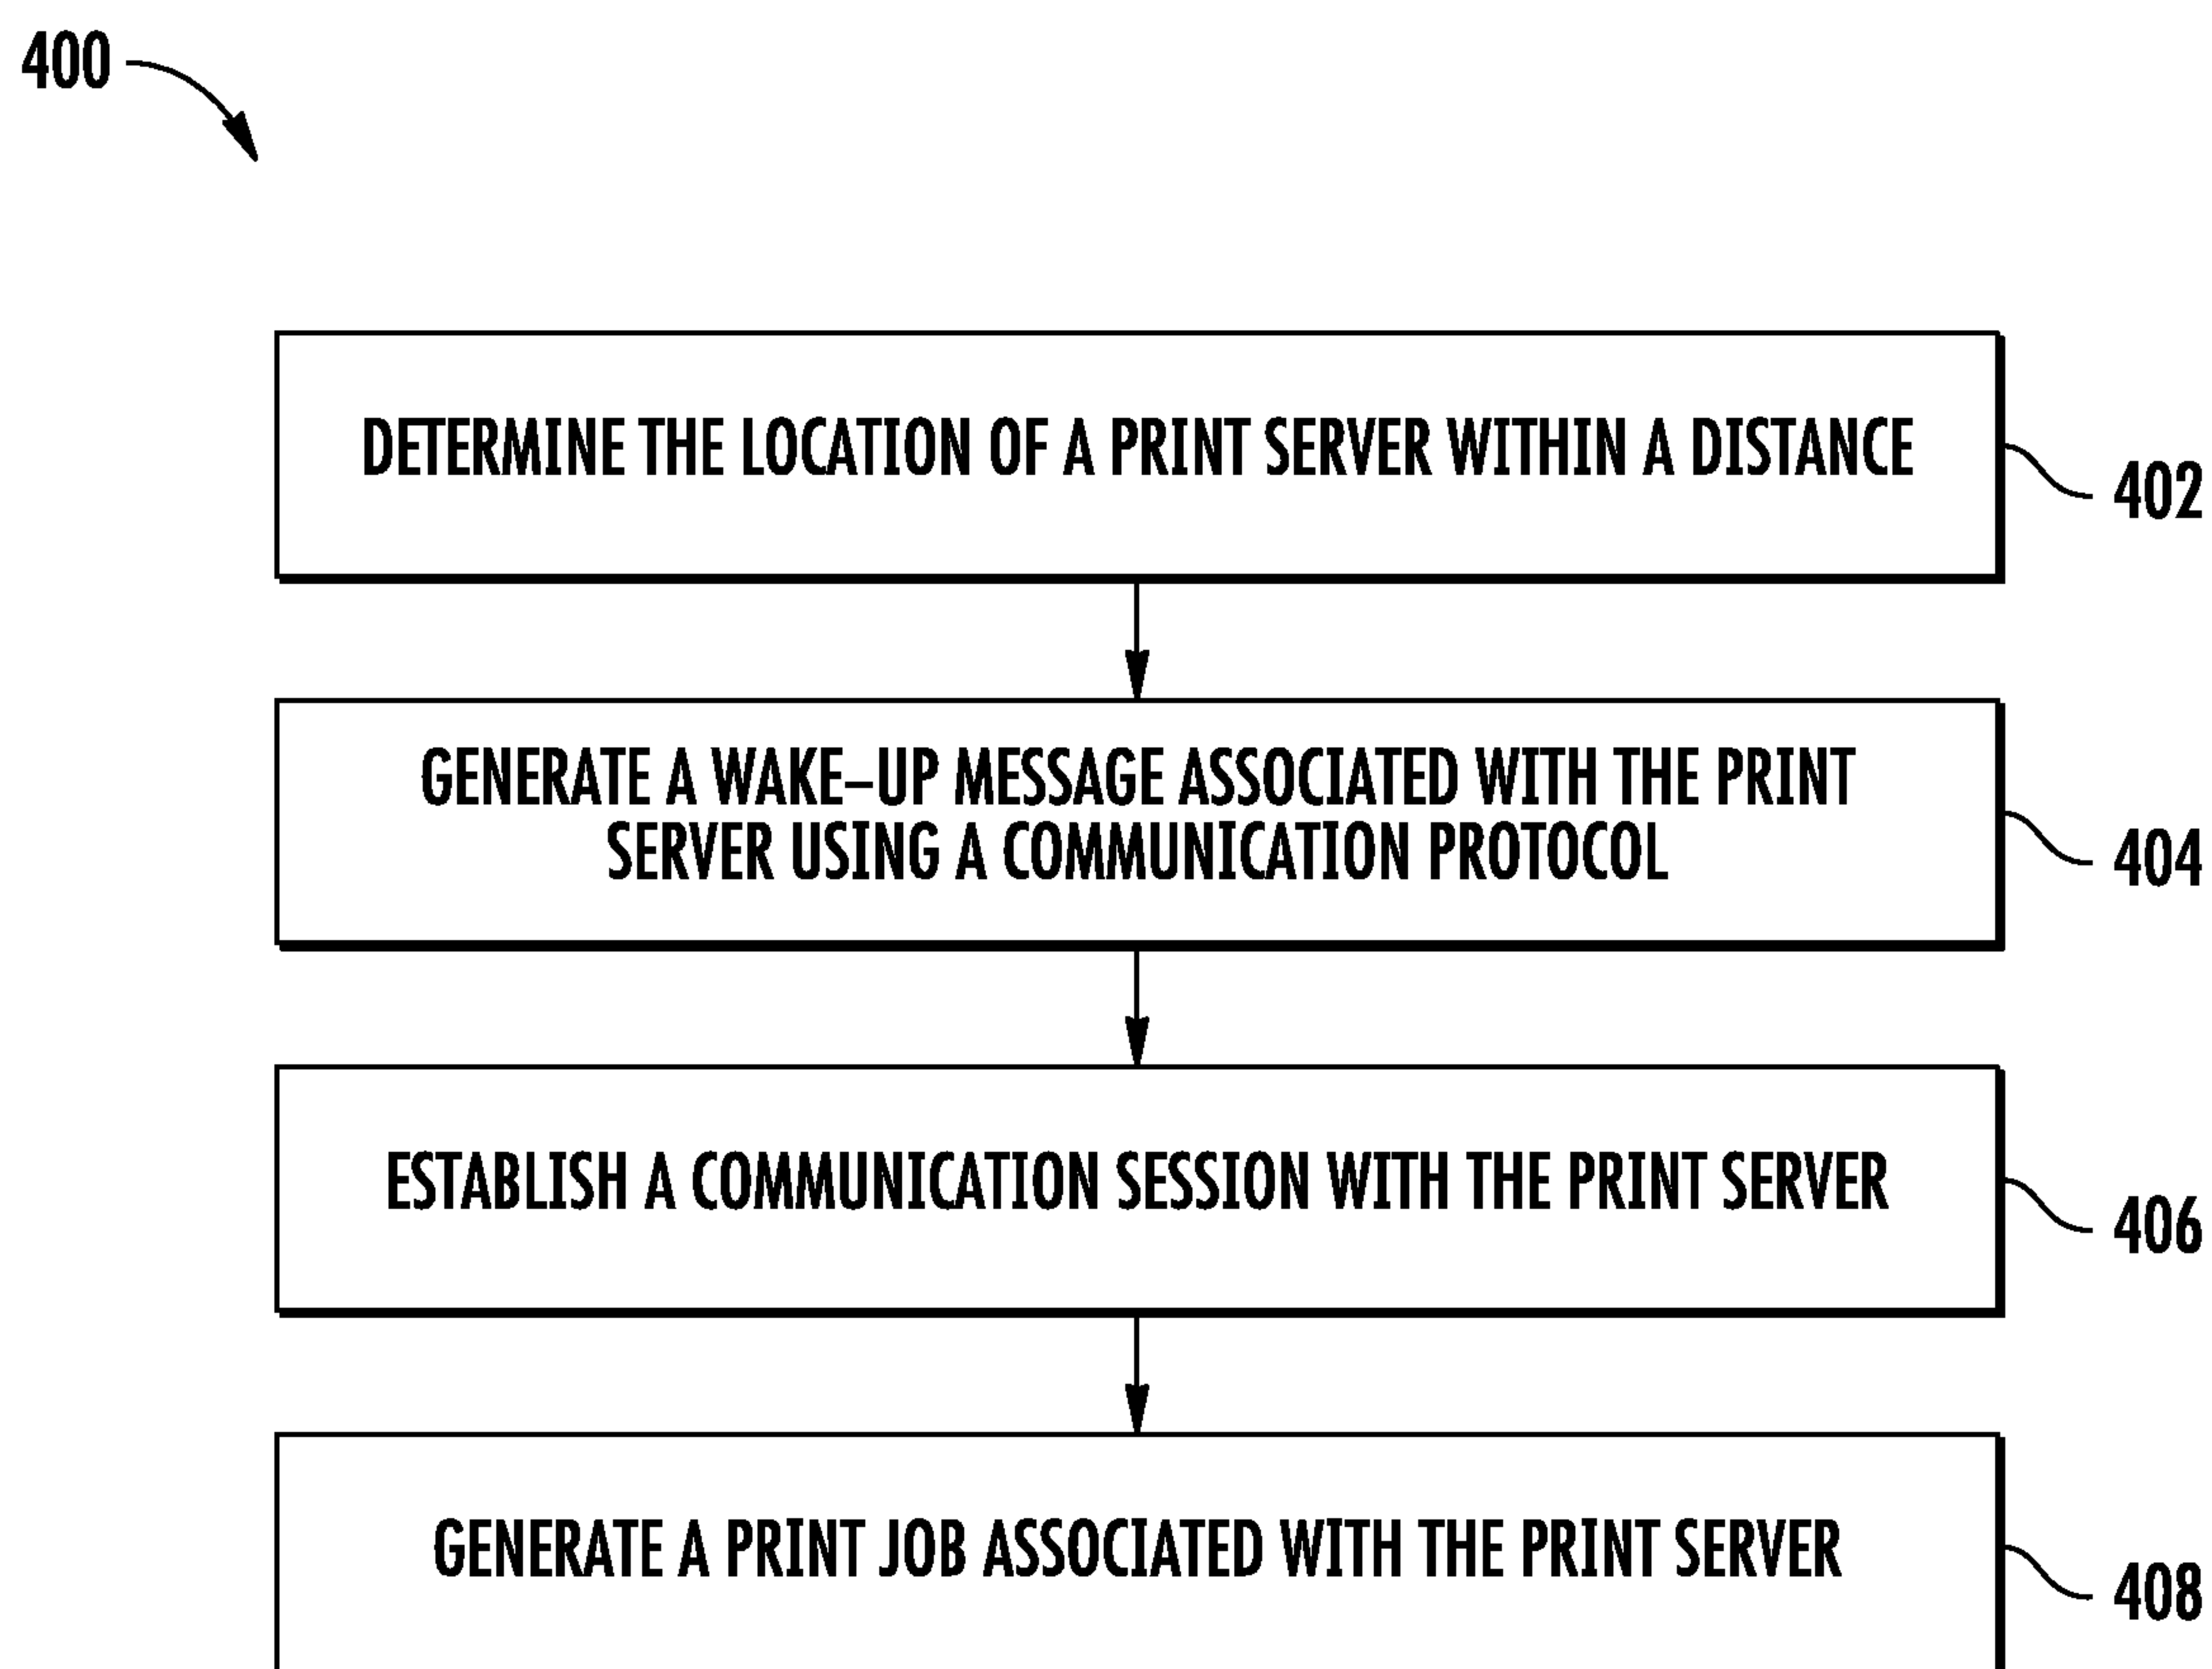 400
DETERMINE THE LOCATION OF A PRINT SERVER WITHIN A DISTANCE
402
GENERATE A WAKE–UP MESSAGE ASSOCIATED WITH THE PRINT
SERVER USING A COMMUNICATION PROTOCOL
404
ESTABLISH A COMMUNICATION SESSION WITH THE PRINT SERVER
406
GENERATE A PRINT JOB ASSOCIATED WITH THE PRINT SERVER
408